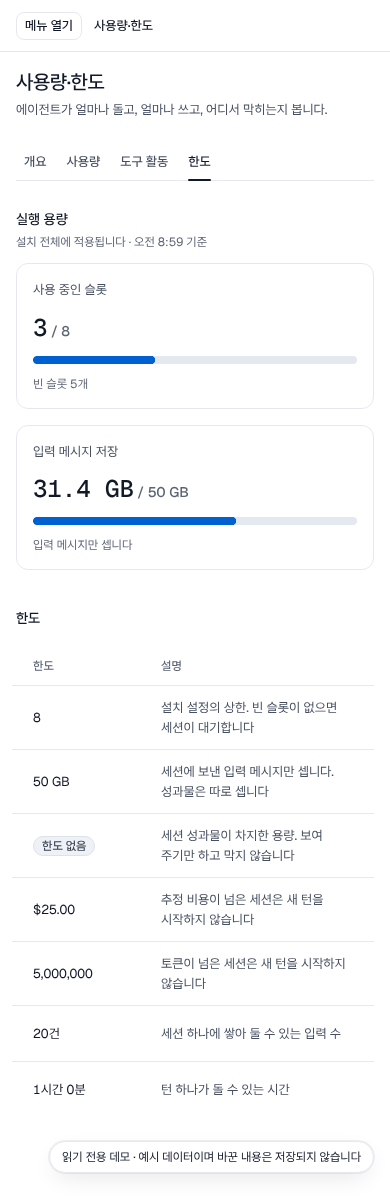 메뉴 열기 사용량·한도
사용량·한도
에이전트가 얼마나 돌고, 얼마나 쓰고, 어디서 막히는지 봅니다.
개요 사용량 도구 활동 한도
실행 용량
설치 전체에 적용됩니다 · 오전 8:59 기준
사용 중인 슬롯
3 / 8
빈 슬롯 5개
입력 메시지 저장
31.4 GB / 50 GB
입력 메시지만 셉니다
한도
한도 설명
8 설치 설정의 상한. 빈 슬롯이 없으면
세션이 대기합니다
50 GB 세션에 보낸 입력 메시지만 셉니다.
성과물은 따로 셉니다
한도 없음 세션 성과물이 차지한 용량. 보여
주기만 하고 막지 않습니다
$25.00 추정 비용이 넘은 세션은 새 턴을
시작하지 않습니다
5,000,000 토큰이 넘은 세션은 새 턴을 시작하지
않습니다
20건 세션 하나에 쌓아 둘 수 있는 입력 수
1시간 0분 턴 하나가 돌 수 있는 시간
읽기 전용 데모 · 예시 데이터이며 바꾼 내용은 저장되지 않습니다